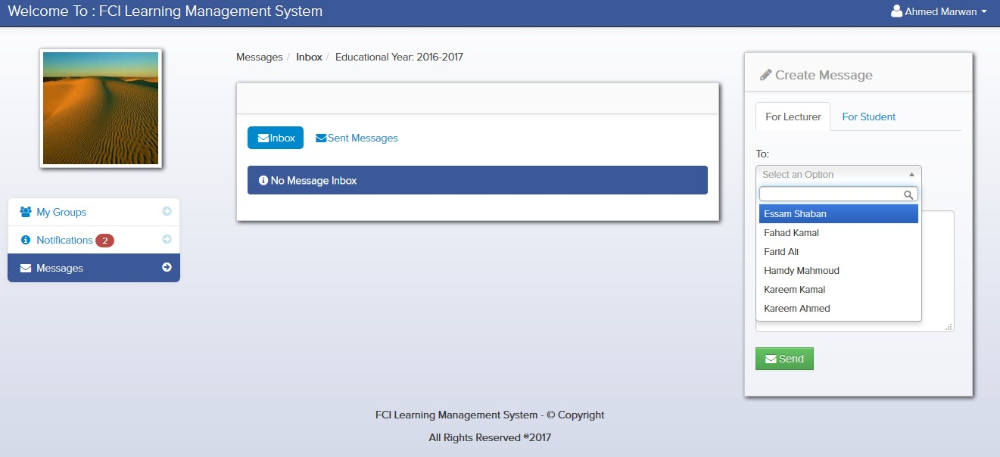 Welcome To : FCI Learning Management System
Ahmed Marwan
Messages / Inbox / Educational Year: 2016-2017
Inbox
Sent Messages
No Message Inbox
My Groups
Notifications 2
Messages
Create Message
For Lecturer
For Student
To:
Select an Option
Essam Shaban
Fahad Kamal
Farid Ali
Hamdy Mahmoud
Kareem Kamal
Kareem Ahmed
Send
FCI Learning Management System - © Copyright
All Rights Reserved ®2017